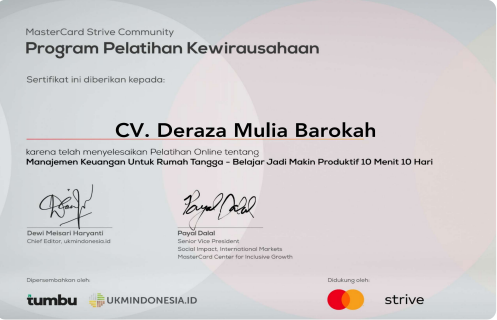 MasterCard Strive Community
Program Pelatihan Kewirausahaan
Sertifikat ini diberikan kepada:
CV. Deraza Mulia Barokah
karena telah menyelesaikan Pelatihan Online tentang
Manajemen Keuangan Untuk Rumah Tangga - Belajar Jadi Makin Produktif 10 Menit 10 Hari
Dewi Meisari Haryanti
Chief Editor, ukmindonesia.id
Payal Dalal
Senior Vice President
Social Impact, International Markets
MasterCard Center for Inclusive Growth
Dipersembahkan oleh:
tumbu
UKMINDONESIA.ID
Didukung oleh:
strive